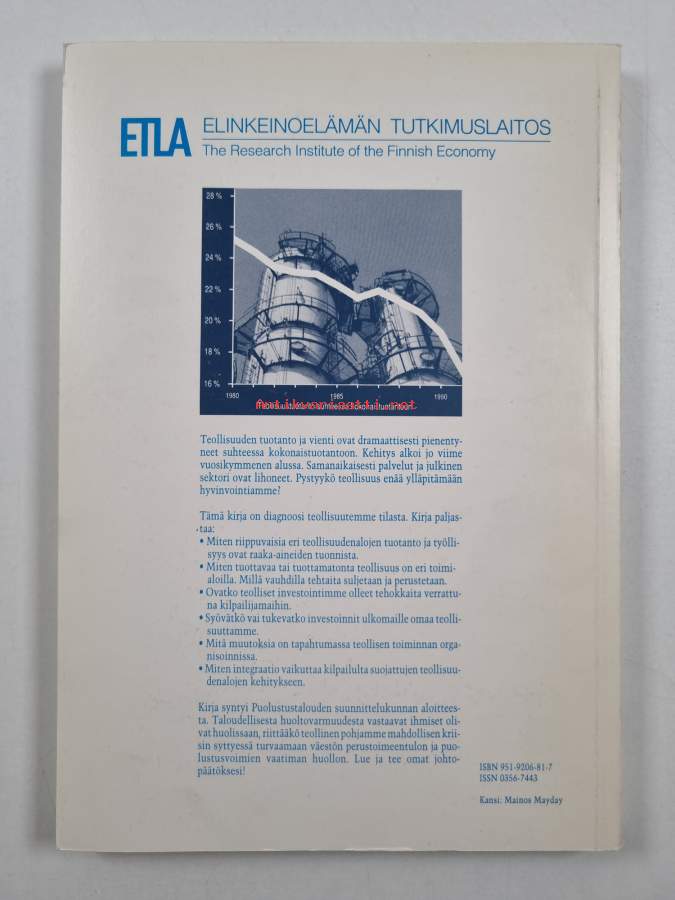 ETLA
ELINKEINOELÄMÄN TUTKIMUSLAITOS
The Research Institute of the Finnish Economy
28 %
26 %
24 %
22 %
20 %
18 %
16 %
1980
1985
1990
Antikvariaatti.net
Teollisuustuotanto suhteessa kokonaistuotantoon
Teollisuuden tuotanto ja vienti ovat dramaattisesti pienenty-
neet suhteessa kokonaistuotantoon. Kehitys alkoi jo viime
vuosikymmenen alussa. Samanaikaisesti palvelut ja julkinen
sektori ovat lihoneet. Pystyykö teollisuus enää ylläpitämään
hyvinvointiamme?
Tämä kirja on diagnoosi teollisuutemme tilasta. Kirja paljas-
taa:
• Miten riippuvaisia eri teollisuudenalojen tuotanto ja työlli-
syys ovat raaka-aineiden tuonnista.
• Miten tuottavaa tai tuottamatonta teollisuus on eri toimi-
aloilla. Millä vauhdilla tehtaita suljetaan ja perustetaan.
• Ovatko teolliset investointimme olleet tehokkaita verrattu-
na kilpailijamaihin.
• Syövätkö vai tukevatko investoinnit ulkomaille omaa teolli-
suuttamme.
• Mitä muutoksia on tapahtumassa teollisen toiminnan orga-
nisoinnissa.
• Miten integraatio vaikuttaa kilpailulta suojattujen teollisuu-
denalojen kehitykseen.
Kirja syntyi Puolustustalouden suunnittelukunnan aloittees-
ta. Taloudellisesta huoltovarmuudesta vastaavat ihmiset oli-
vat huolissaan, riittääkö teollinen pohjamme mahdollisen krii-
sin syttyessä turvaamaan väestön perustoimeentulon ja puo-
lustusvoimien vaatiman huollon. Lue ja tee omat johto-
päätöksesi!
ISBN 951-9206-81-7
ISSN 0356-7443
Kansi: Mainos Mayday